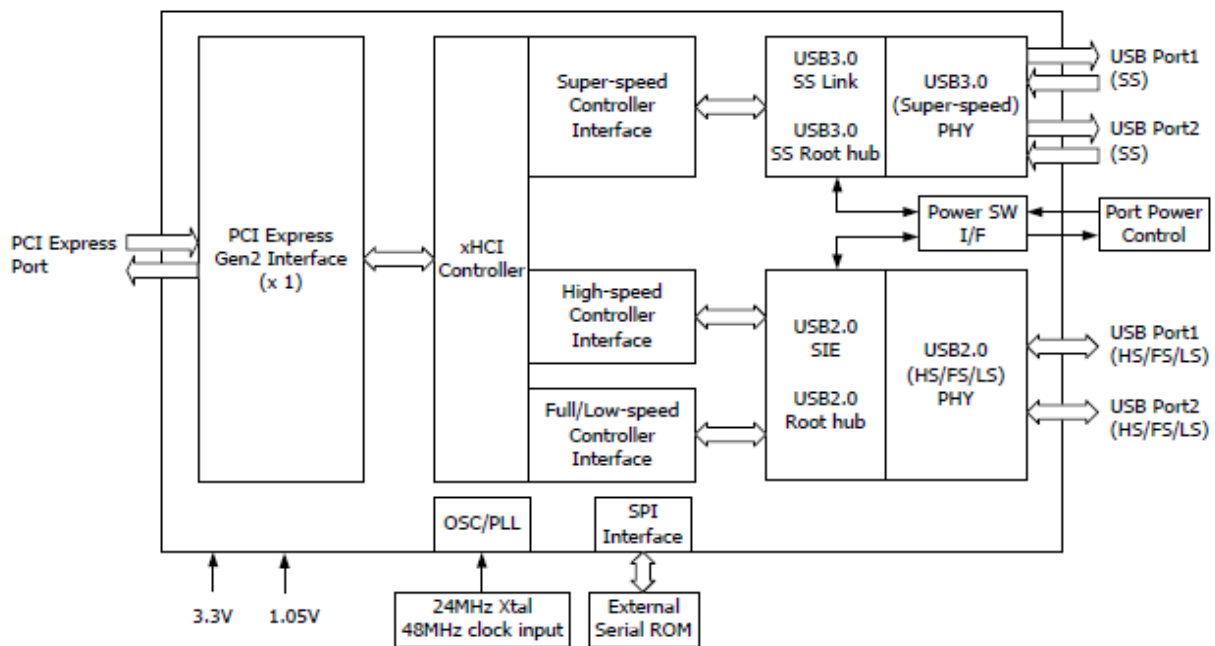 PCI Express
Port
PCI Express
Gen2 Interface
(x 1)
xHCI
Controller
Super-speed
Controller
Interface
High-speed
Controller
Interface
Full/Low-speed
Controller
Interface
USB3.0
SS Link
USB3.0
SS Root hub
USB3.0
(Super-speed)
PHY
USB Port1
(SS)
USB Port2
(SS)
Power SW
I/F
Port Power
Control
USB2.0
SIE
USB2.0
Root hub
USB2.0
(HS/FS/LS)
PHY
USB Port1
(HS/FS/LS)
USB Port2
(HS/FS/LS)
OSC/PLL
SPI
Interface
3.3V
1.05V
24MHz Xtal
48MHz clock input
External
Serial ROM